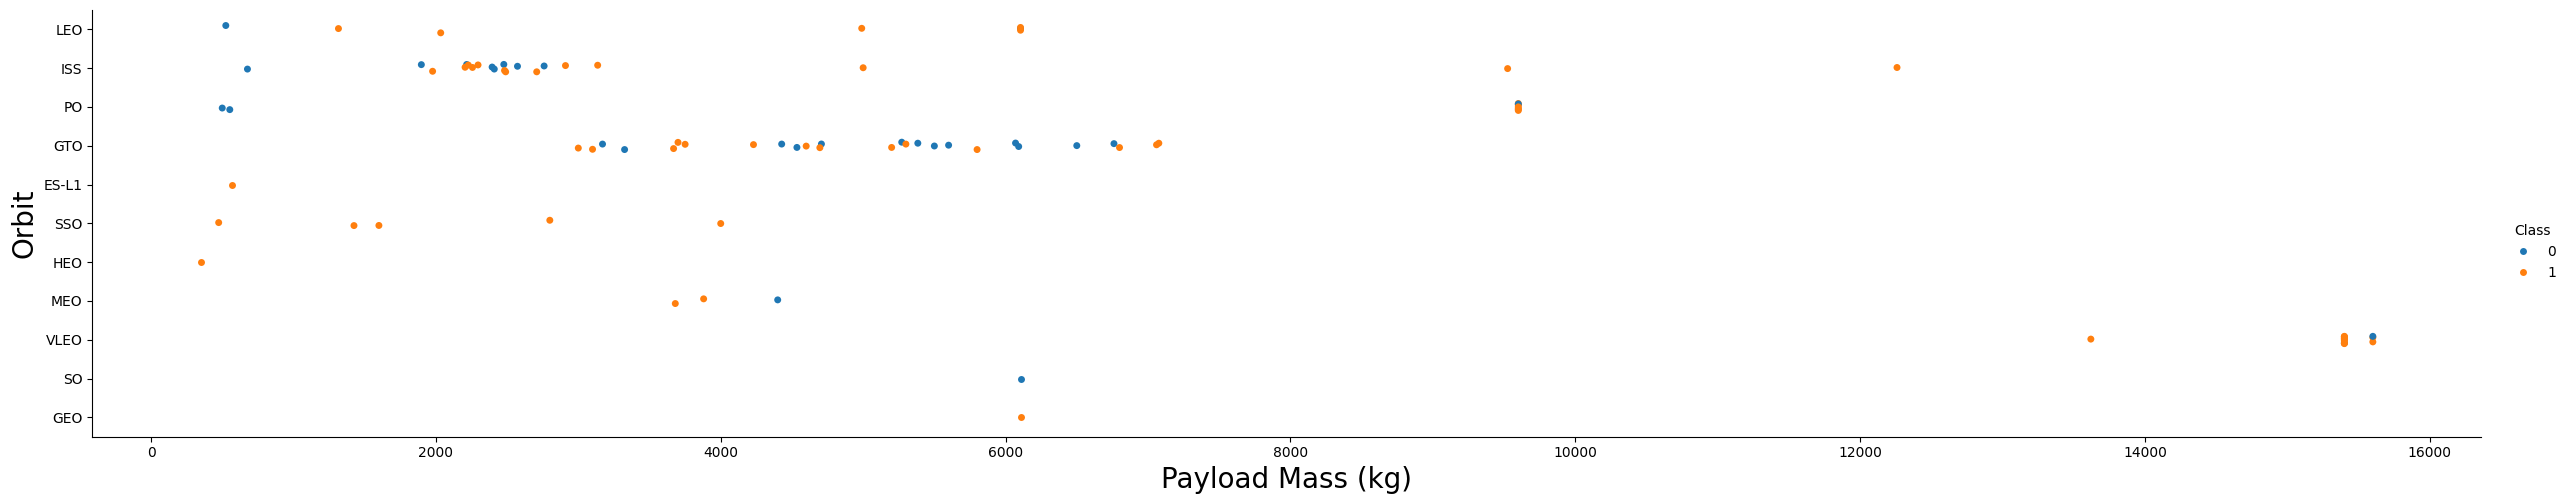 LEO
ISS
PO
GTO
ES-L1
SSO
HEO
MEO
VLEO
SO
GEO
Orbit
0 2000 4000 6000 8000 10000 12000 14000 16000
Payload Mass (kg)
Class
0
1